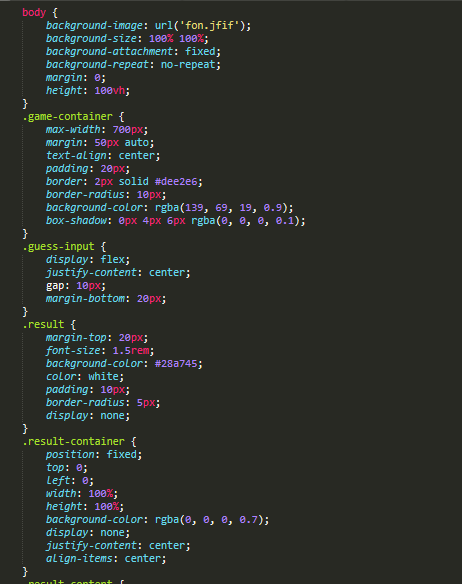 body {
    background-image: url('fon.jfif');
    background-size: 100% 100%;
    background-attachment: fixed;
    background-repeat: no-repeat;
    margin: 0;
    height: 100vh;
}
.game-container {
    max-width: 700px;
    margin: 50px auto;
    text-align: center;
    padding: 20px;
    border: 2px solid #dee2e6;
    border-radius: 10px;
    background-color: rgba(139, 69, 19, 0.9);
    box-shadow: 0px 4px 6px rgba(0, 0, 0, 0.1);
}
.guess-input {
    display: flex;
    justify-content: center;
    gap: 10px;
    margin-bottom: 20px;
}
.result {
    margin-top: 20px;
    font-size: 1.5rem;
    background-color: #28a745;
    color: white;
    padding: 10px;
    border-radius: 5px;
    display: none;
}
.result-container {
    position: fixed;
    top: 0;
    left: 0;
    width: 100%;
    height: 100%;
    background-color: rgba(0, 0, 0, 0.7);
    display: none;
    justify-content: center;
    align-items: center;
}
.result-content {